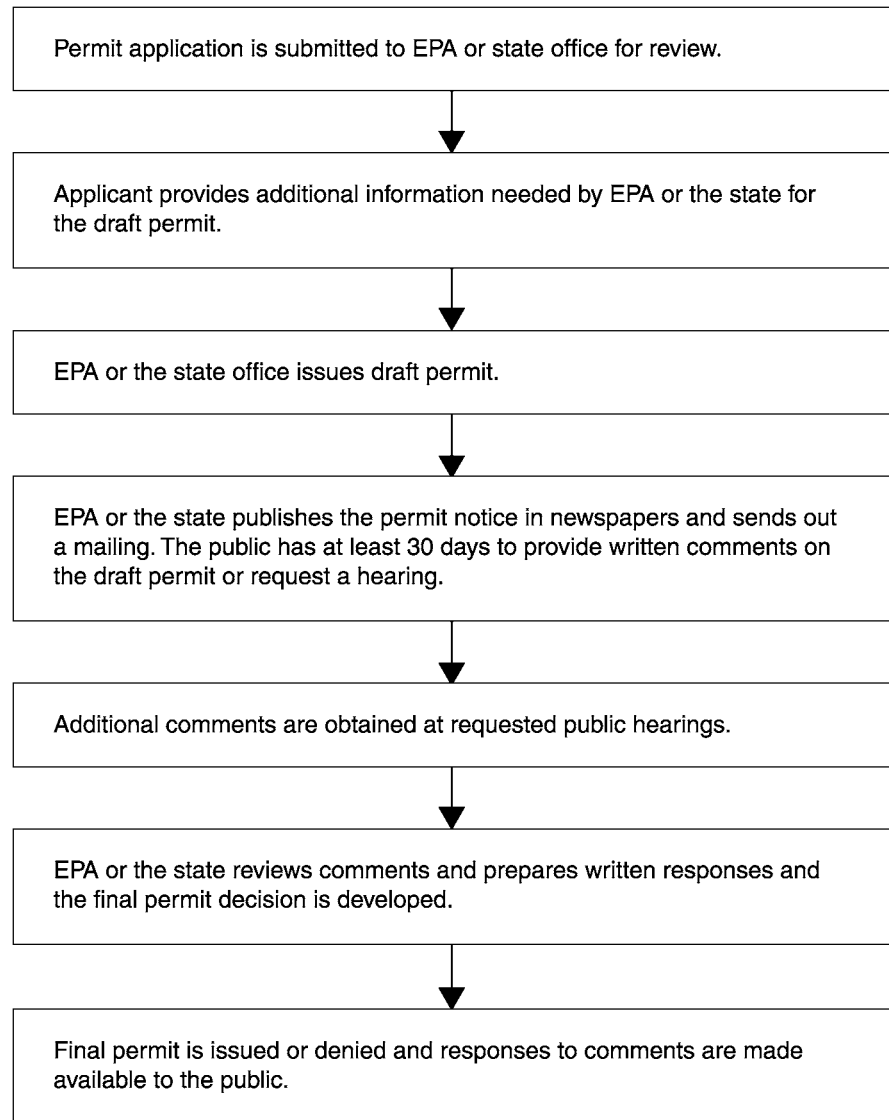 Permit application is submitted to EPA or state office for review.
Applicant provides additional information needed by EPA or the state for
the draft permit.
EPA or the state office issues draft permit.
EPA or the state publishes the permit notice in newspapers and sends out
a mailing. The public has at least 30 days to provide written comments on
the draft permit or request a hearing.
Additional comments are obtained at requested public hearings.
EPA or the state reviews comments and prepares written responses and
the final permit decision is developed.
Final permit is issued or denied and responses to comments are made
available to the public.